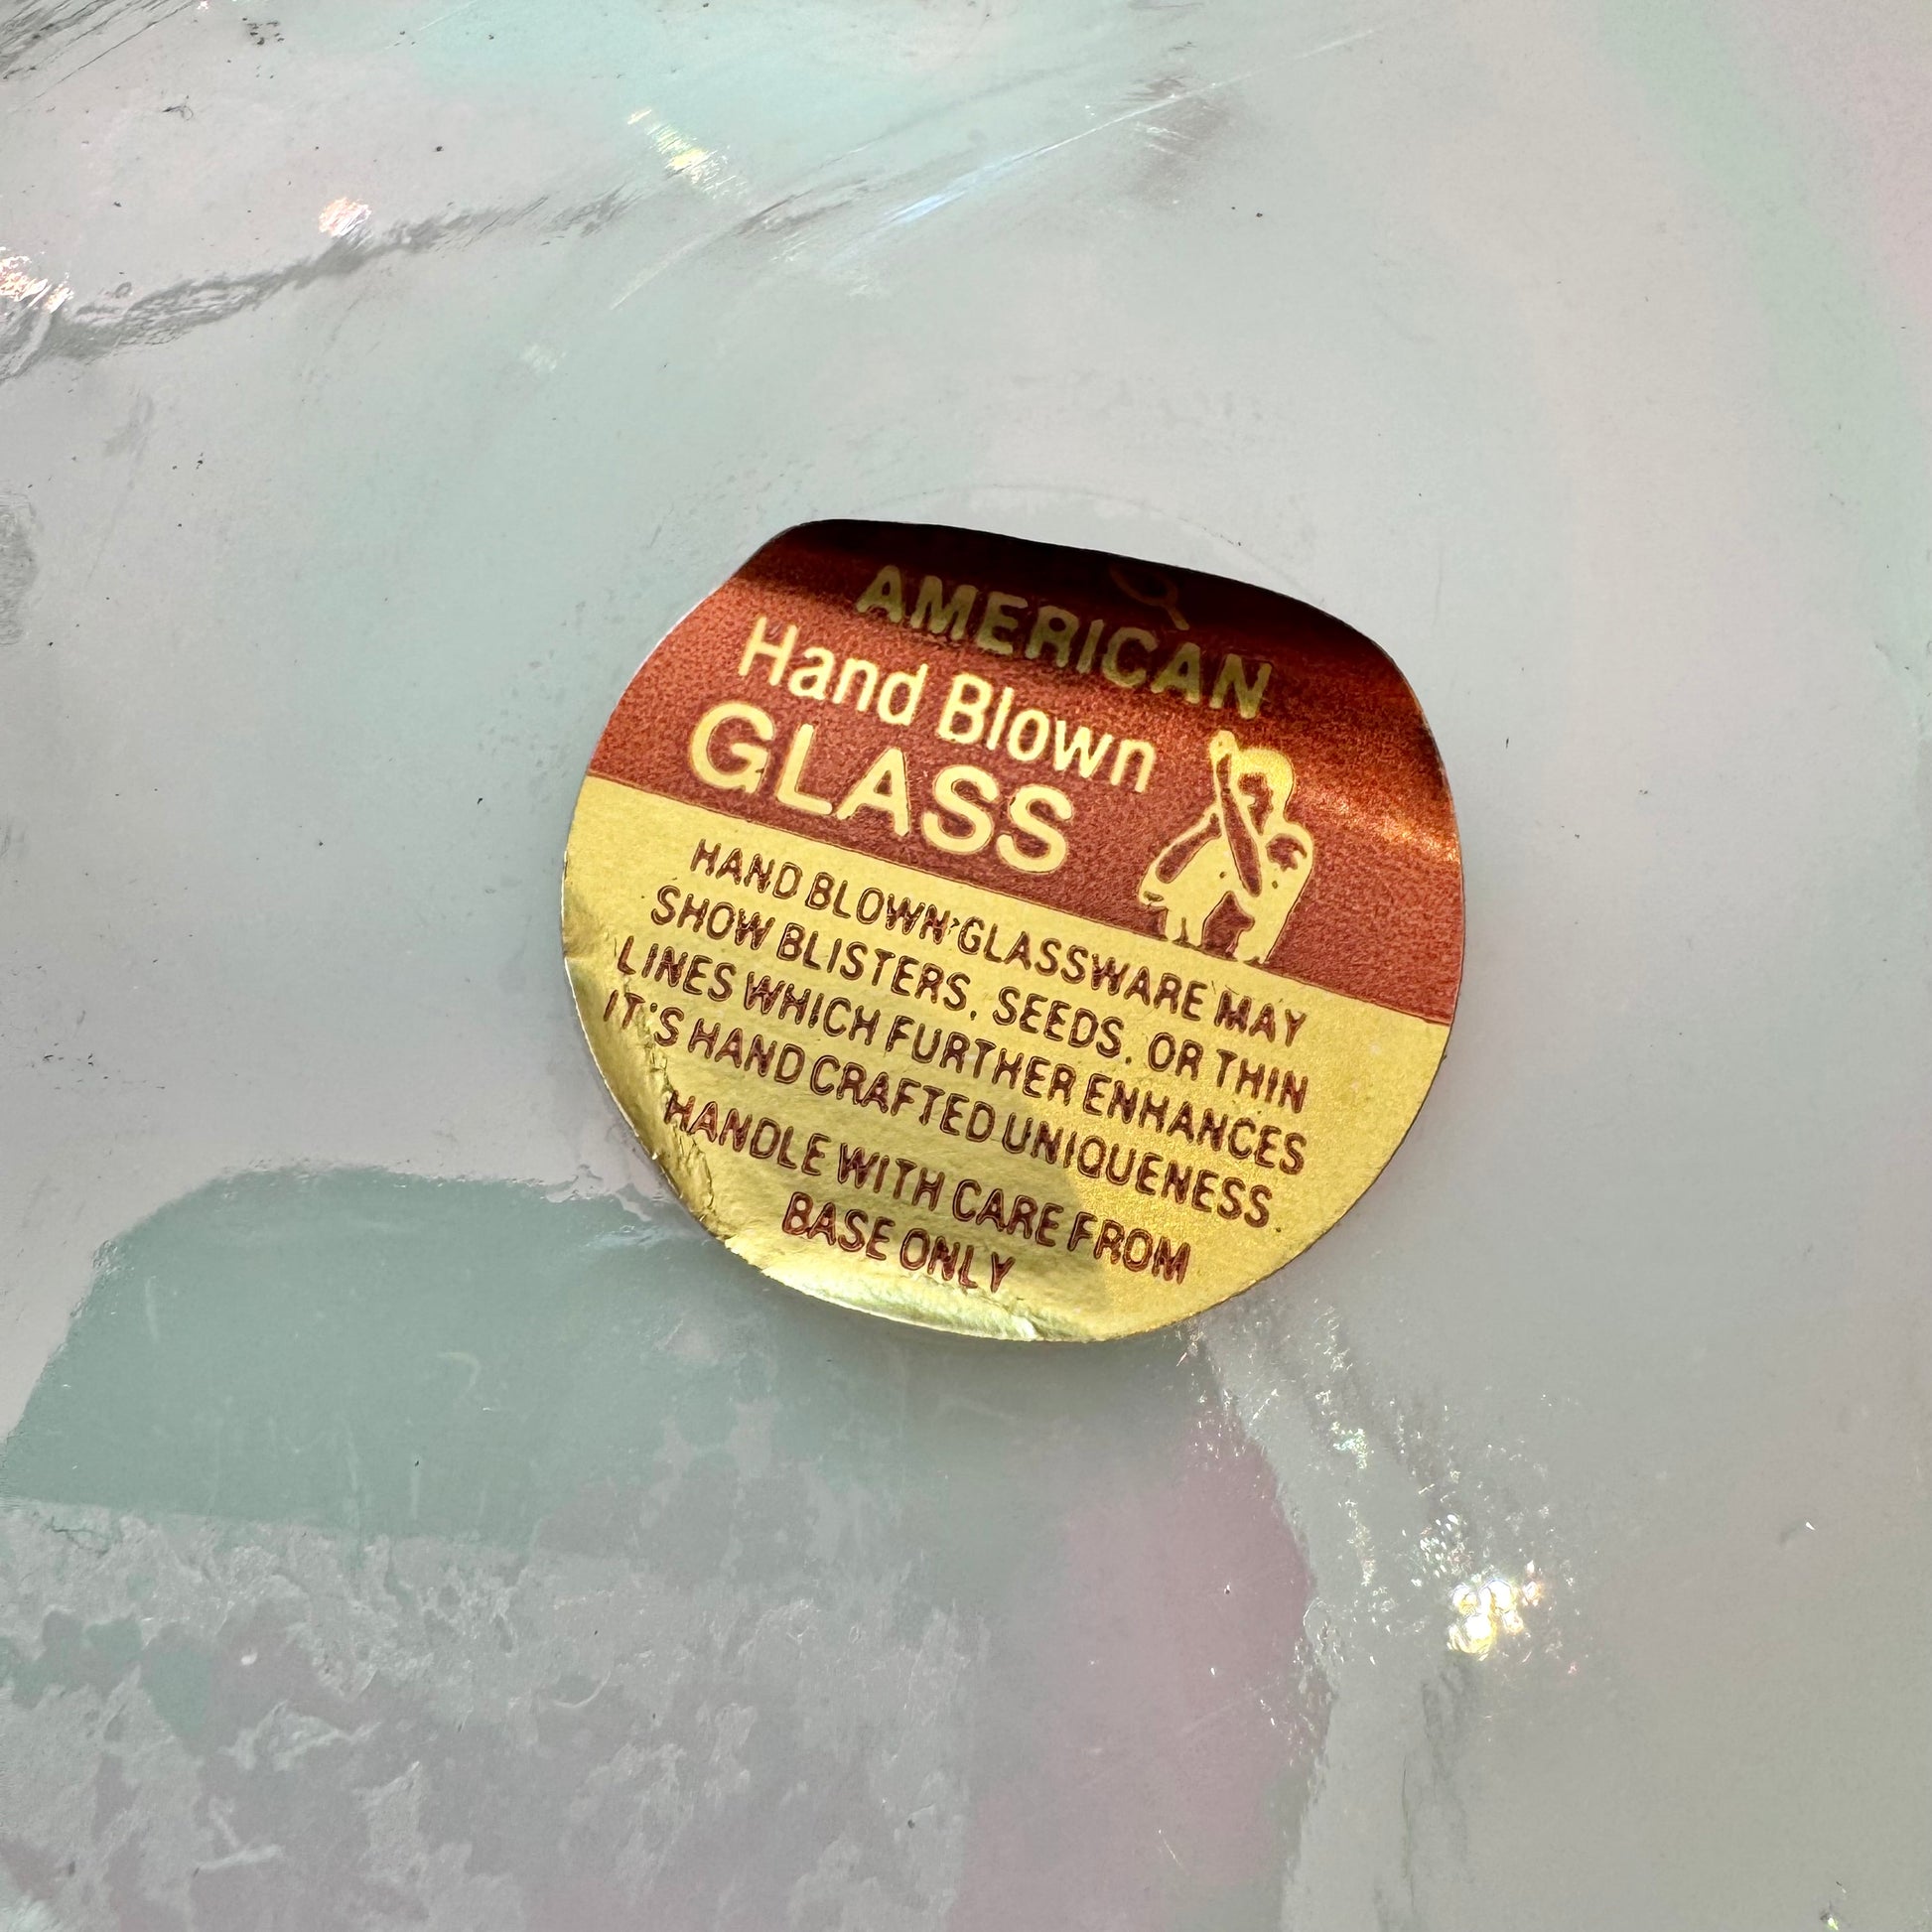 AMERICAN
Hand Blown
GLASS
HAND BLOWN GLASSWARE MAY
SHOW BLISTERS, SEEDS, OR THIN
LINES WHICH FURTHER ENHANCES
IT'S HAND CRAFTED UNIQUENESS.
HANDLE WITH CARE FROM
BASE ONLY